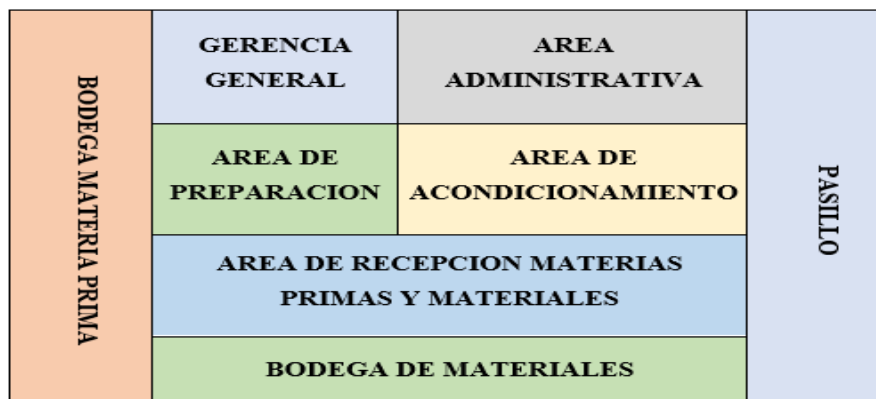 BODEGA MATERIA PRIMA
GERENCIA
GENERAL
AREA
ADMINISTRATIVA
AREA DE
PREPARACION
AREA DE
ACONDICIONAMIENTO
AREA DE RECEPCION MATERIAS
PRIMAS Y MATERIALES
BODEGA DE MATERIALES
PASILLO